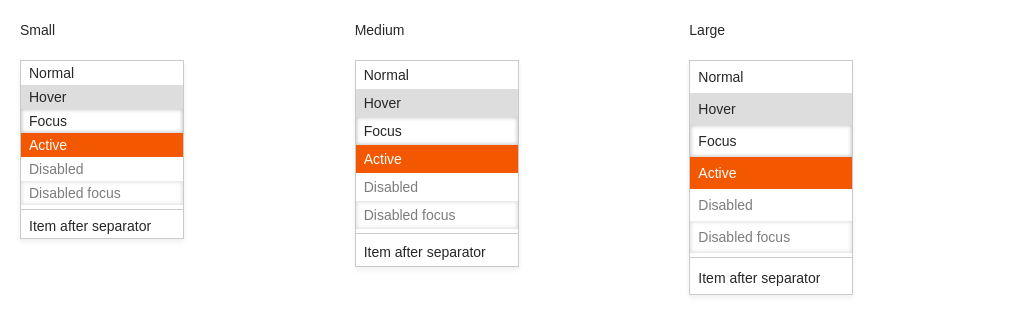 Small
Normal
Hover
Focus
Active
Disabled
Disabled focus
Item after separator
Medium
Normal
Hover
Focus
Active
Disabled
Disabled focus
Item after separator
Large
Normal
Hover
Focus
Active
Disabled
Disabled focus
Item after separator